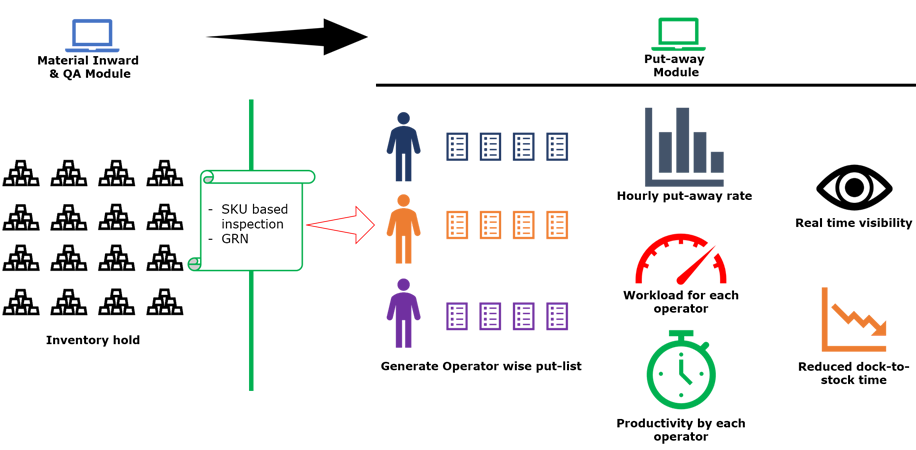 Material Inward
& QA Module
Put-away
Module
- SKU based
inspection
- GRN
Inventory hold
Generate Operator wise put-list
Hourly put-away rate
Workload for each
operator
Productivity by each
operator
Real time visibility
Reduced dock-to-
stock time